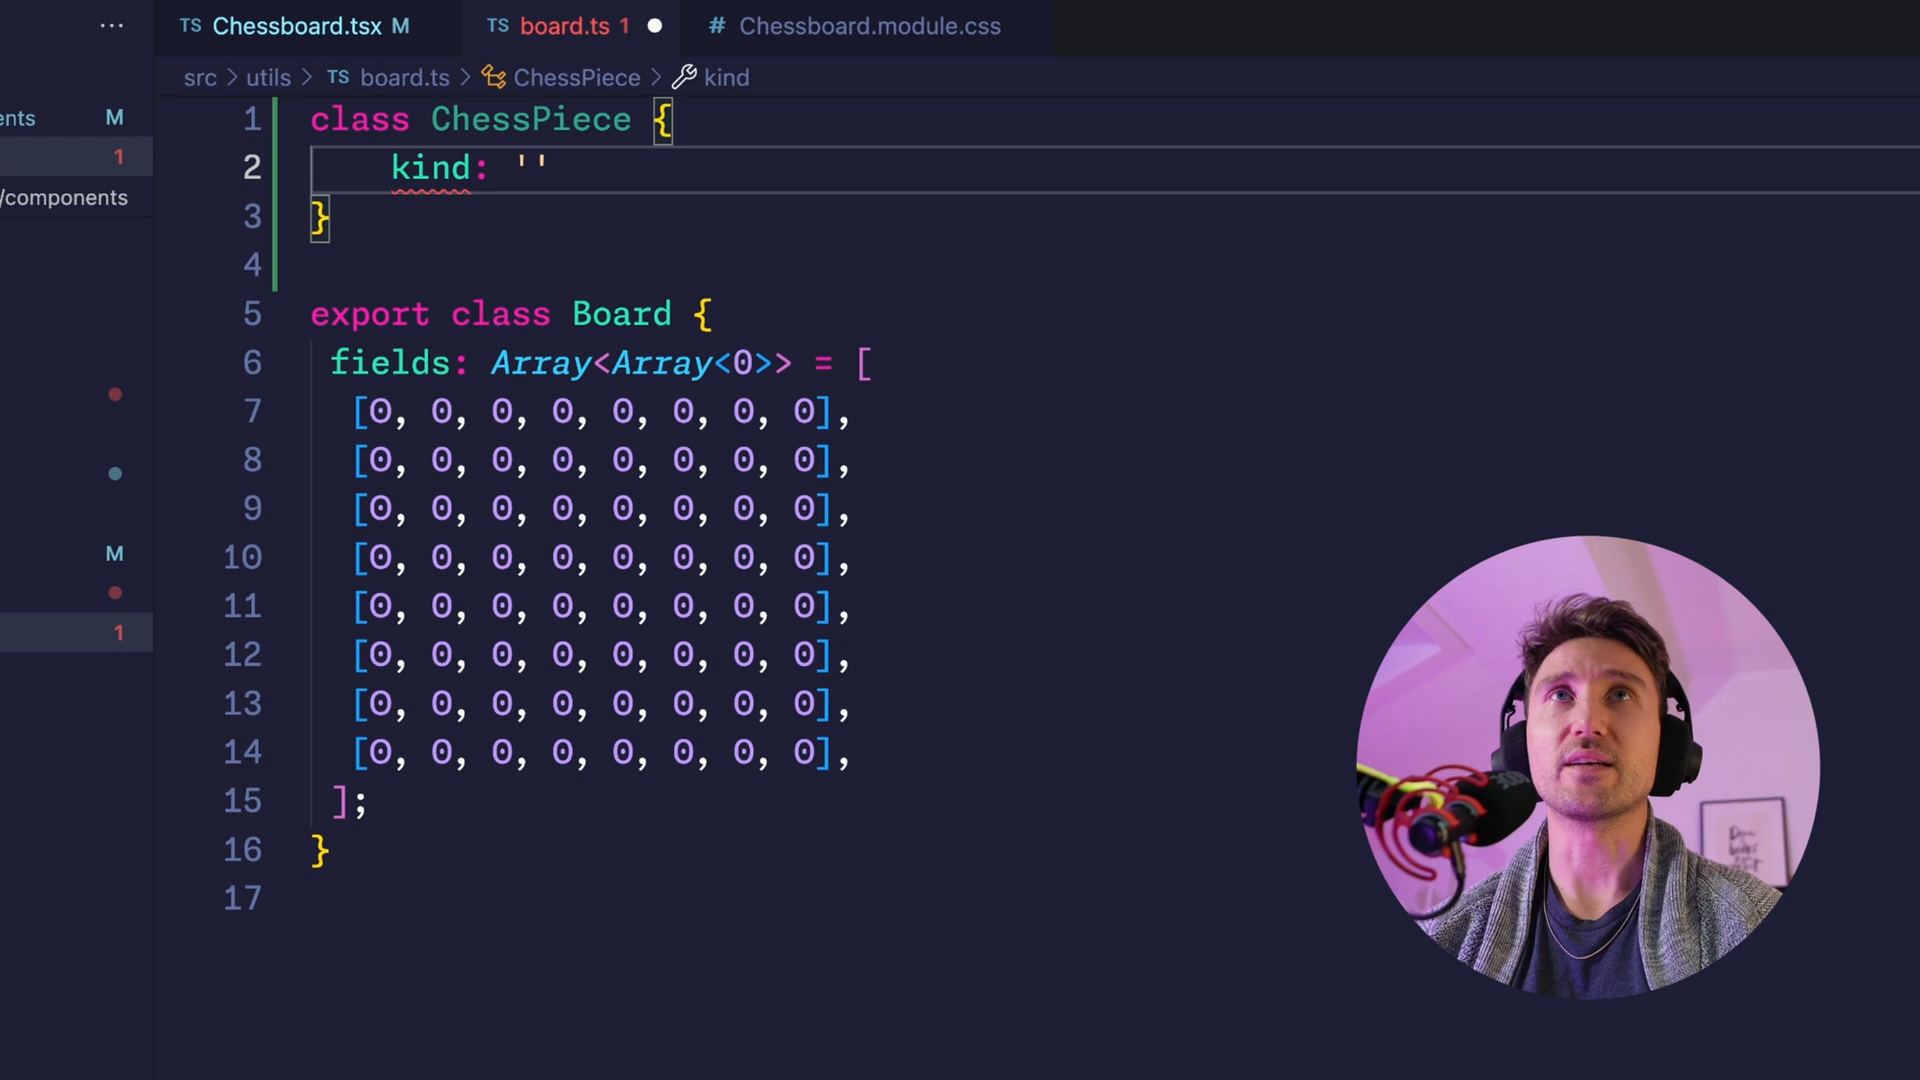 ...
TS Chessboard.tsx M
TS board.ts 1
# Chessboard.module.css
src > utils > TS board.ts > ChessPiece > kind
ents M
1
/components
M
1
1 class ChessPiece {
2 kind: ''
3 }
4
5 export class Board {
6 fields: Array<Array<0>> = [
7 [0, 0, 0, 0, 0, 0, 0, 0],
8 [0, 0, 0, 0, 0, 0, 0, 0],
9 [0, 0, 0, 0, 0, 0, 0, 0],
10 [0, 0, 0, 0, 0, 0, 0, 0],
11 [0, 0, 0, 0, 0, 0, 0, 0],
12 [0, 0, 0, 0, 0, 0, 0, 0],
13 [0, 0, 0, 0, 0, 0, 0, 0],
14 [0, 0, 0, 0, 0, 0, 0, 0],
15 ];
16 }
17